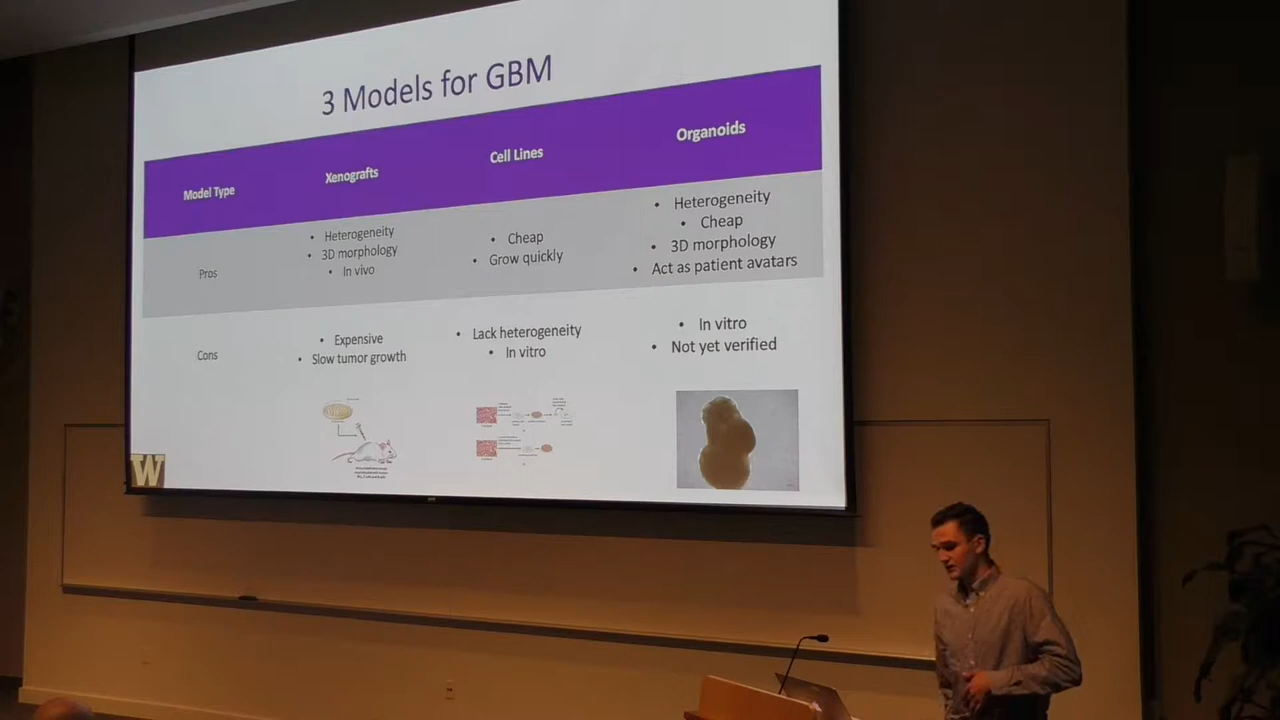 3 Models for GBM
Model Type
Xenografts
Cell Lines
Organoids
Pros
• Heterogeneity
• 3D morphology
• In vivo
• Cheap
• Grow quickly
• Heterogeneity
• Cheap
• 3D morphology
• Act as patient avatars
Cons
• Expensive
• Slow tumor growth
• Lack heterogeneity
• In vitro
• In vitro
• Not yet verified
W